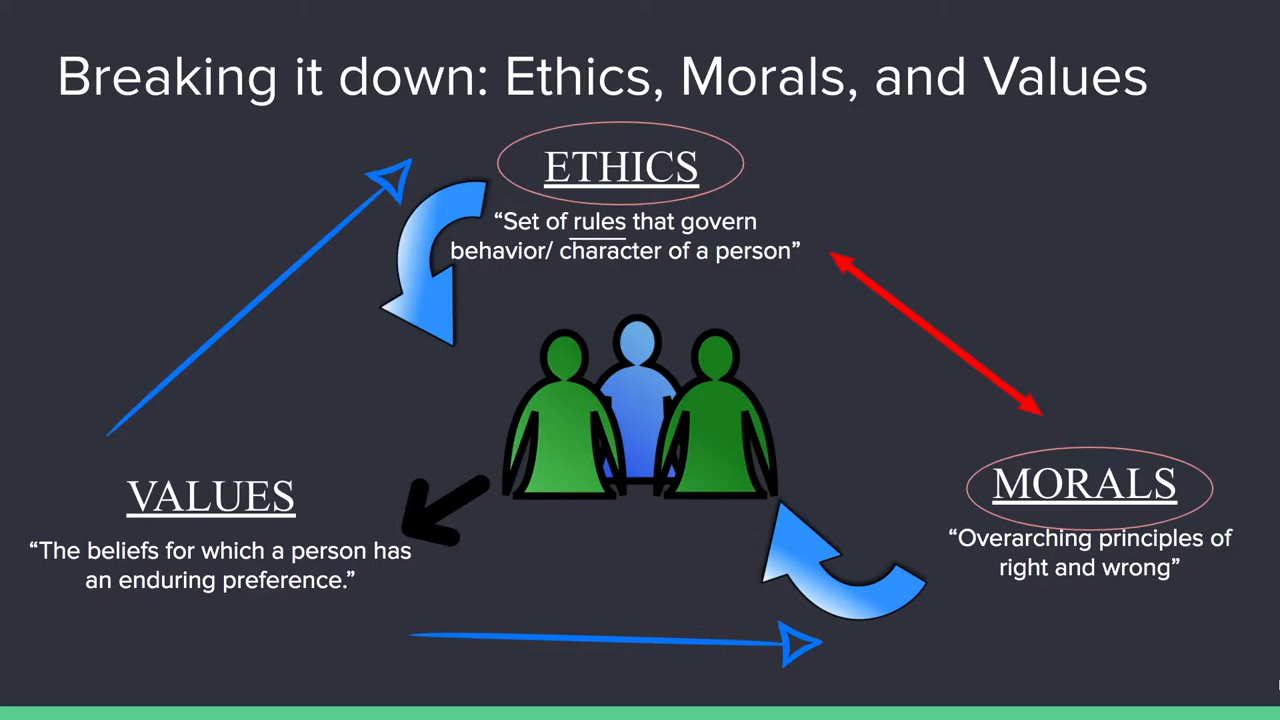 Breaking it down: Ethics, Morals, and Values
ETHICS
“Set of rules that govern
behavior/ character of a person”
VALUES
“The beliefs for which a person has
an enduring preference.”
MORALS
“Overarching principles of
right and wrong”